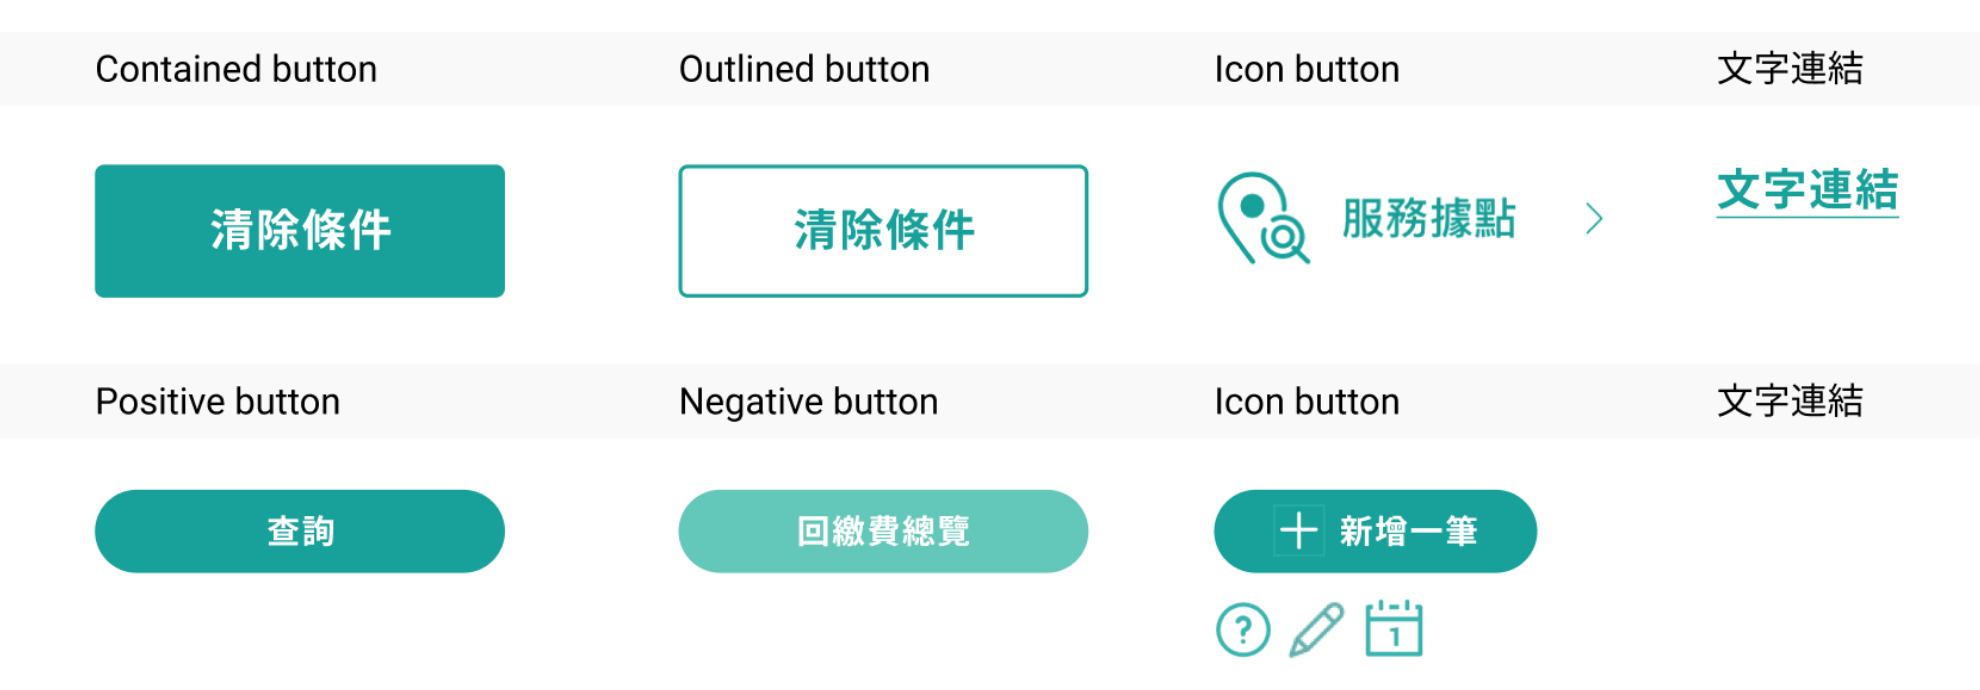 Contained button
Outlined button
Icon button
文字連結
清除條件
清除條件
服務據點
文字連結
Positive button
Negative button
Icon button
文字連結
查詢
回繳費總覽
新增一筆
?
1